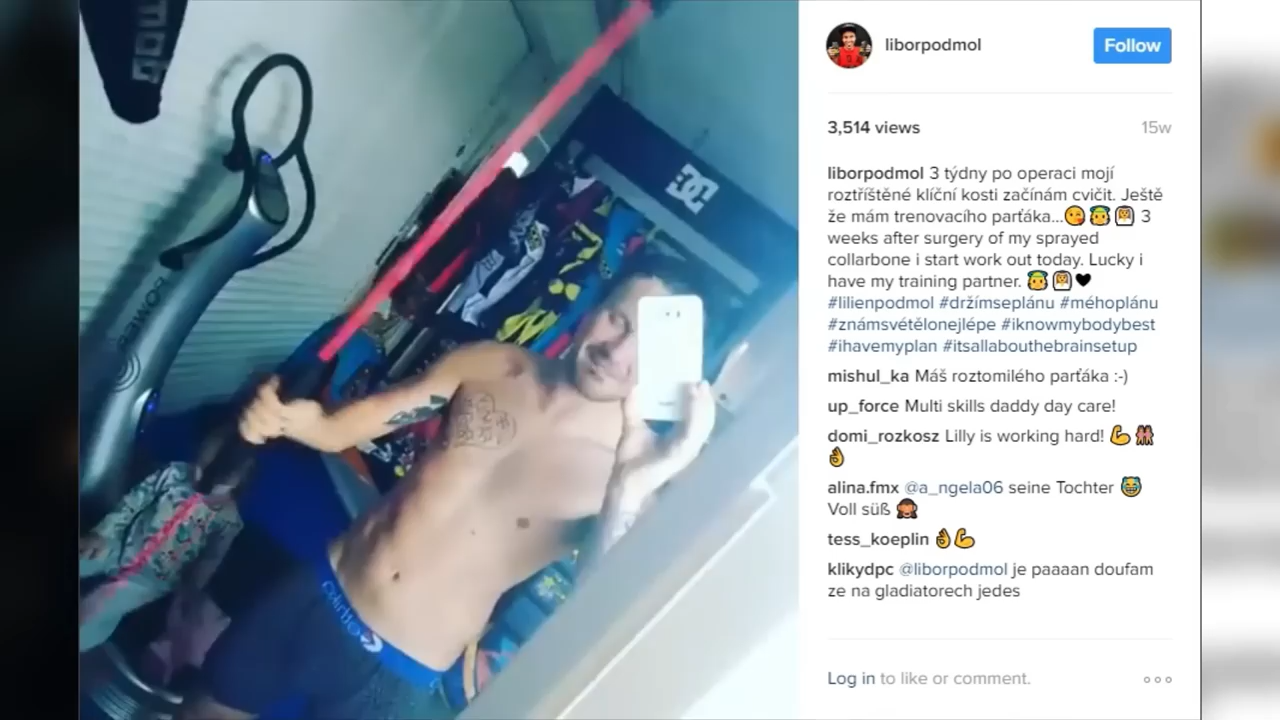 liborpodmol
Follow
3,514 views
15w
liborpodmol 3 týdny po operaci mojí
roztříštěné klíční kosti začínám cvičit. Ještě
že mám trenovacího parťáka...😘👼👰 3
weeks after surgery of my sprayed
collarbone i start work out today. Lucky i
have my training partner. 👼👰🖤
#lilienpodmol #držímseplánu #méhoplánu
#známsvétělonejlépe #iknowmybodybest
#ihavemyplan #itsallaboutthebrainsetup
mishul_ka Máš roztomilého parťáka :-)
up_force Multi skills daddy day care!
domi_rozkosz Lilly is working hard! 💪👯
👌
alina.fmx @a_ngela06 seine Tochter 😹
Voll süß 🙊
tess_koeplin 👌💪
klikydpc @liborpodmol je paaaan doufam
ze na gladiatorech jedes
Log in to like or comment.
DC
POWER